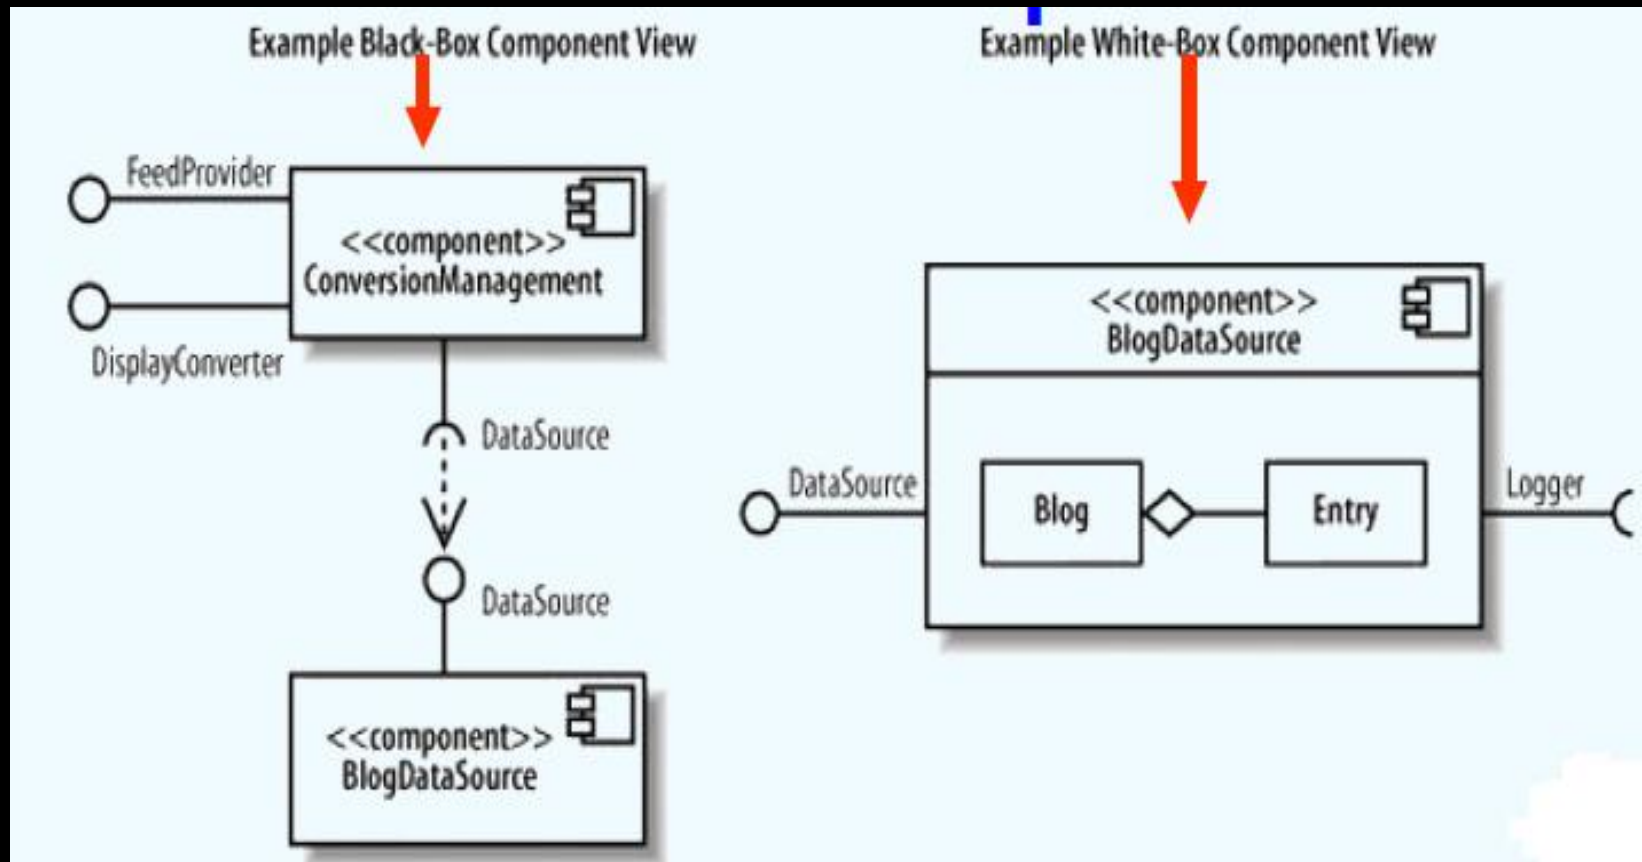 Example Black-Box Component View
FeedProvider
<<component>>
ConversionManagement
DisplayConverter
DataSource
DataSource
<<component>>
BlogDataSource
Example White-Box Component View
<<component>>
BlogDataSource
DataSource
Blog
Entry
Logger